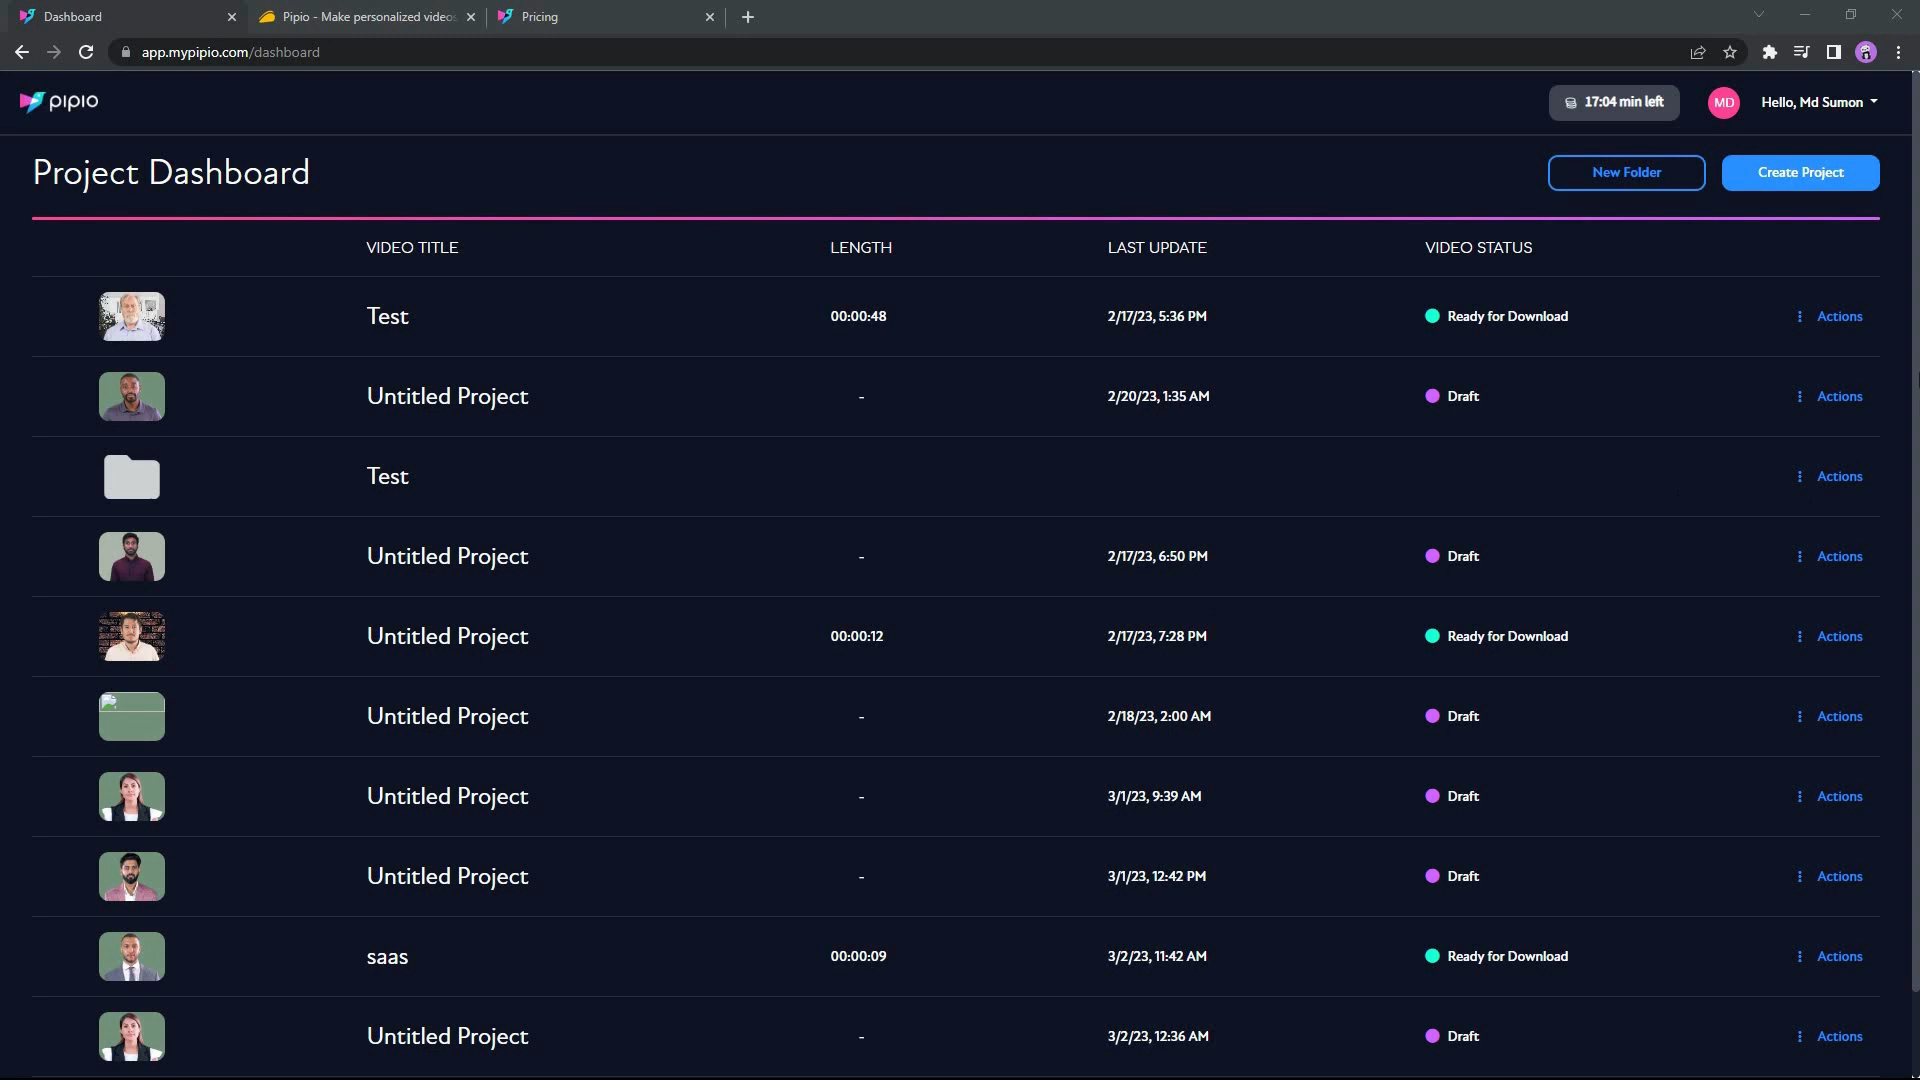 Dashboard
Pipio - Make personalized videos
Pricing
app.mypipio.com/dashboard
pipio
17:04 min left
MD
Hello, Md Sumon
Project Dashboard
New Folder
Create Project
VIDEO TITLE LENGTH LAST UPDATE VIDEO STATUS
Test 00:00:48 2/17/23, 5:36 PM Ready for Download Actions
Untitled Project - 2/20/23, 1:35 AM Draft Actions
Test Actions
Untitled Project - 2/17/23, 6:50 PM Draft Actions
Untitled Project 00:00:12 2/17/23, 7:28 PM Ready for Download Actions
Untitled Project - 2/18/23, 2:00 AM Draft Actions
Untitled Project - 3/1/23, 9:39 AM Draft Actions
Untitled Project - 3/1/23, 12:42 PM Draft Actions
saas 00:00:09 3/2/23, 11:42 AM Ready for Download Actions
Untitled Project - 3/2/23, 12:36 AM Draft Actions